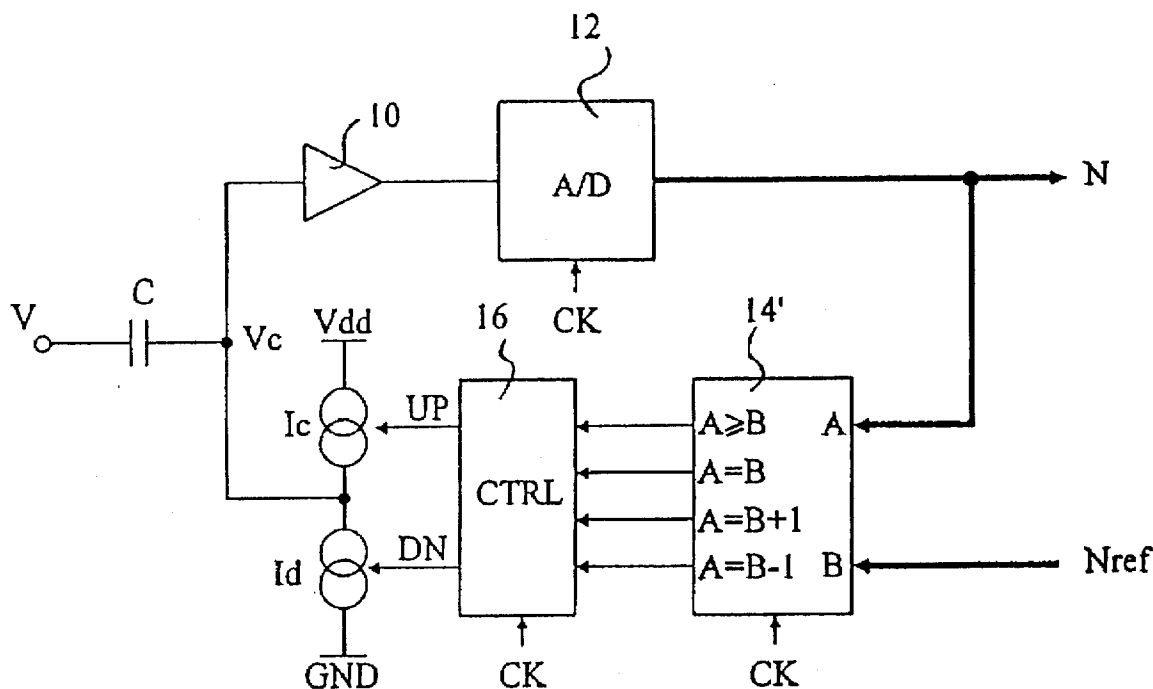 12
10
A/D
N
CK
V
C
Vc
Vdd
16
14'
Ic
UP
CTRL
A⩾B
A
A=B
A=B+1
Id
DN
A=B-1
B
Nref
GND
CK
CK